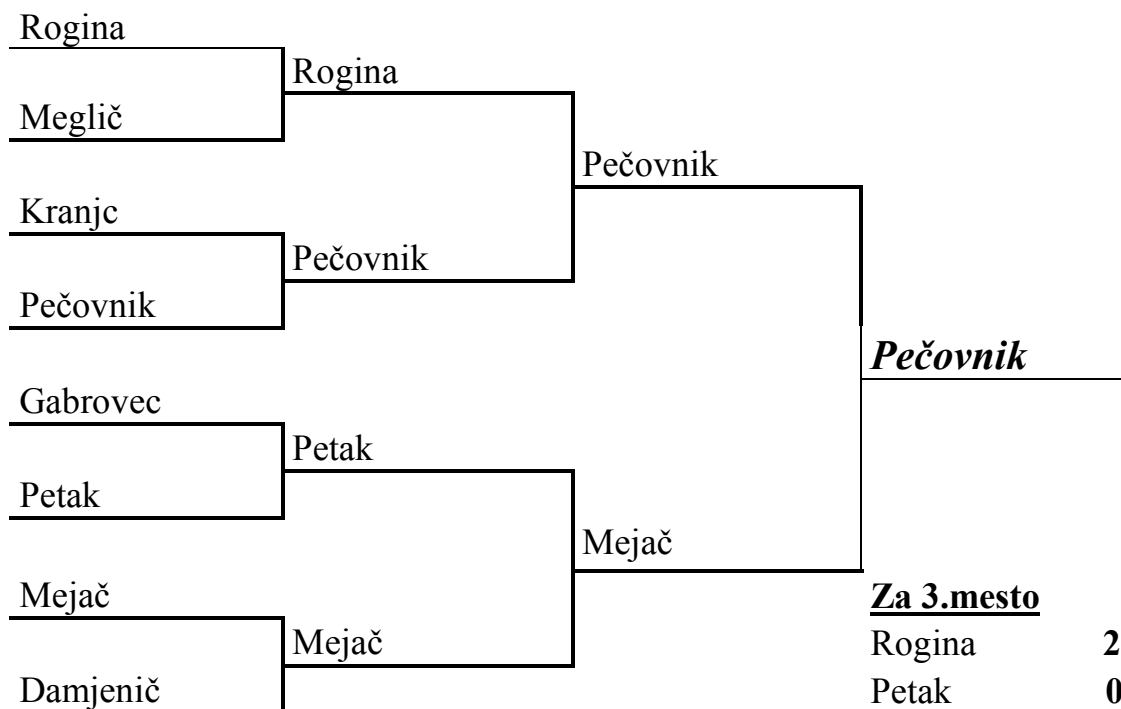 Rogina
Rogina
Meglič
Pečovnik
Kranjc
Pečovnik
Pečovnik
Pečovnik
Gabrovec
Petak
Petak
Mejač
Mejač
Za 3.mesto
Mejač
Rogina 2
Damjenič
Petak 0